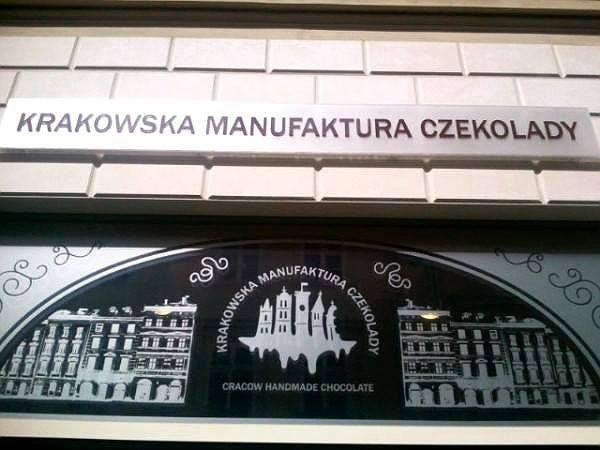 KRAKOWSKA MANUFAKTURA CZEKOLADY
KRAKOWSKA MANUFAKTURA CZEKOLADY
CRACOW HANDMADE CHOCOLATE